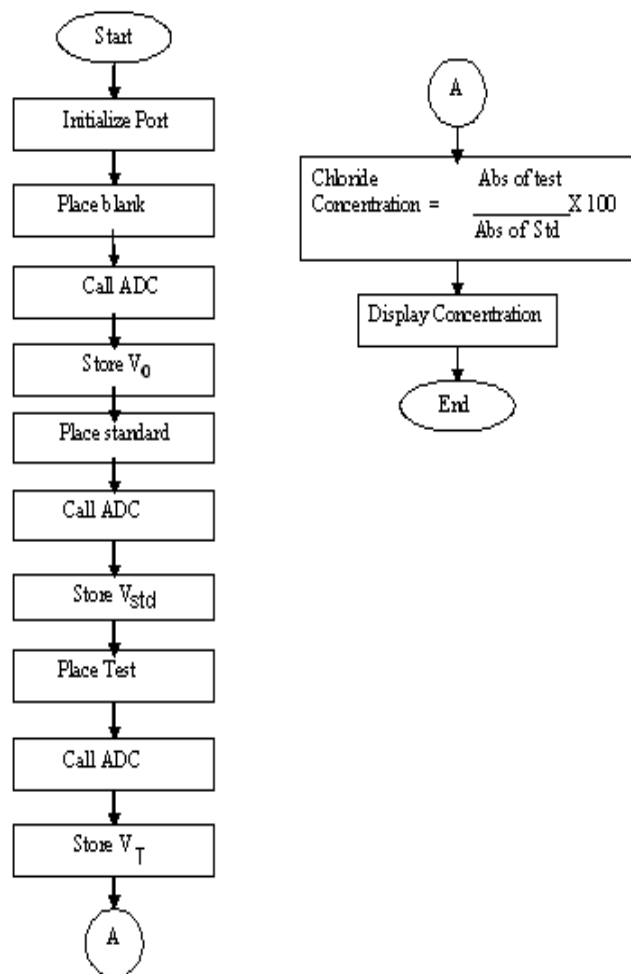 Start
Initialize Port
Place blank
Call ADC
Store V0
Place standard
Call ADC
Store Vstd
Place Test
Call ADC
Store VT
A
A
Chloride Abs of test
Concentration = X 100
Abs of Std
Display Concentration
End